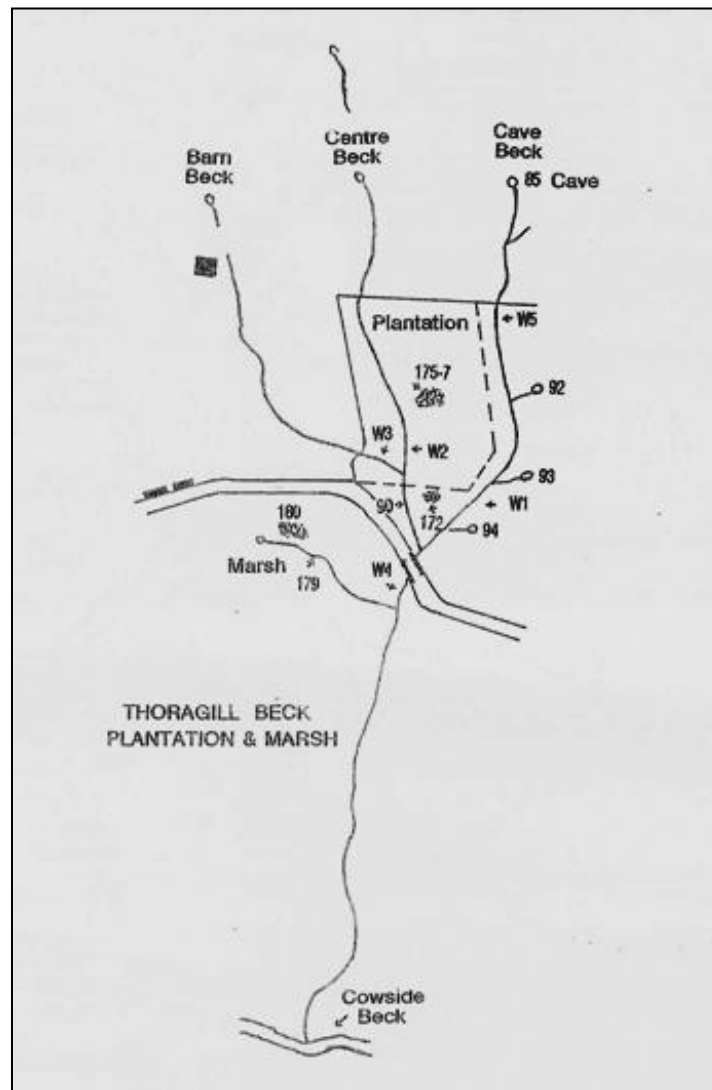 Centre
Beck
Cave
Beck
Barn
Beck
85 Cave
Plantation
W5
175-7
92
W3
W2
93
90
172
W1
94
180
Marsh
179
W4
THORAGILL BECK
PLANTATION & MARSH
Cowside
Beck